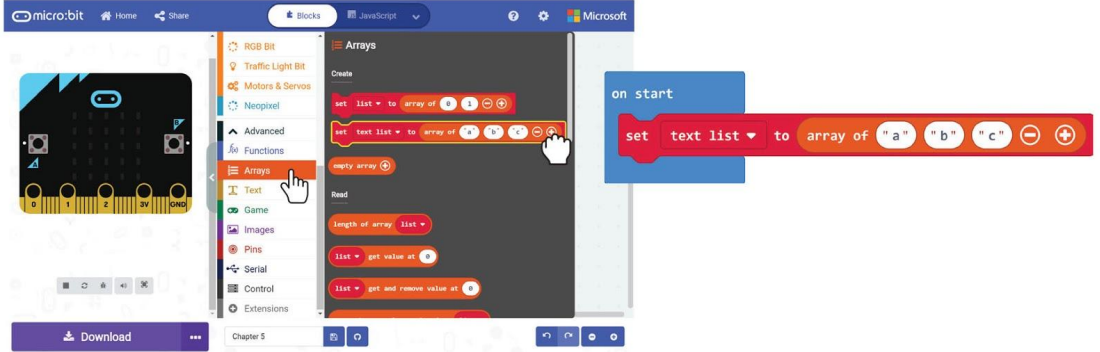 micro:bit Home Share Blocks JavaScript Microsoft
RGB Bit
Traffic Light Bit
Motors & Servos
Neopixel
Advanced
Functions
Arrays
Text
Game
Images
Pins
Serial
Control
Extensions
Arrays
Create
set list to array of 0 1
set text list to array of "a" "b" "c"
empty array
Read
length of array list
list get value at 0
list get and remove value at 0
A
B
0 1 2 3V GND
Download
Chapter 5
on start
set text list to array of "a" "b" "c"